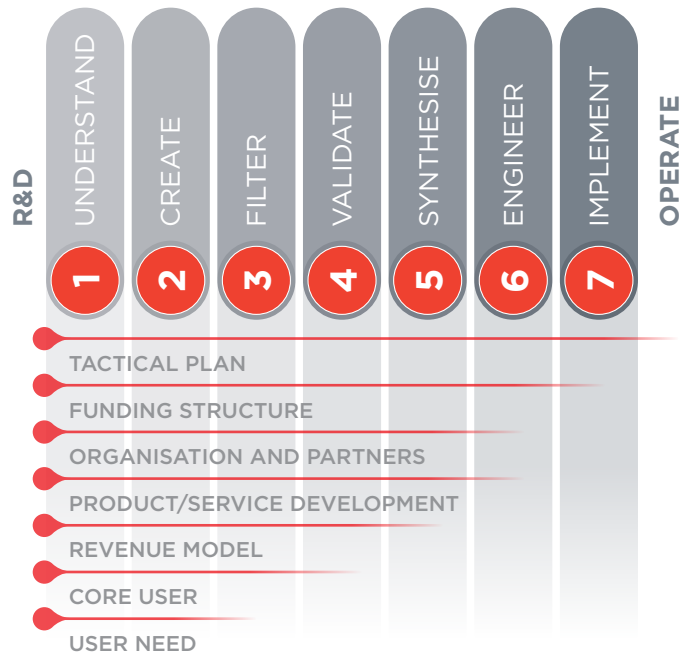 R&D
UNDERSTAND
CREATE
FILTER
VALIDATE
SYNTHESISE
ENGINEER
IMPLEMENT
OPERATE
1
2
3
4
5
6
7
TACTICAL PLAN
FUNDING STRUCTURE
ORGANISATION AND PARTNERS
PRODUCT/SERVICE DEVELOPMENT
REVENUE MODEL
CORE USER
USER NEED